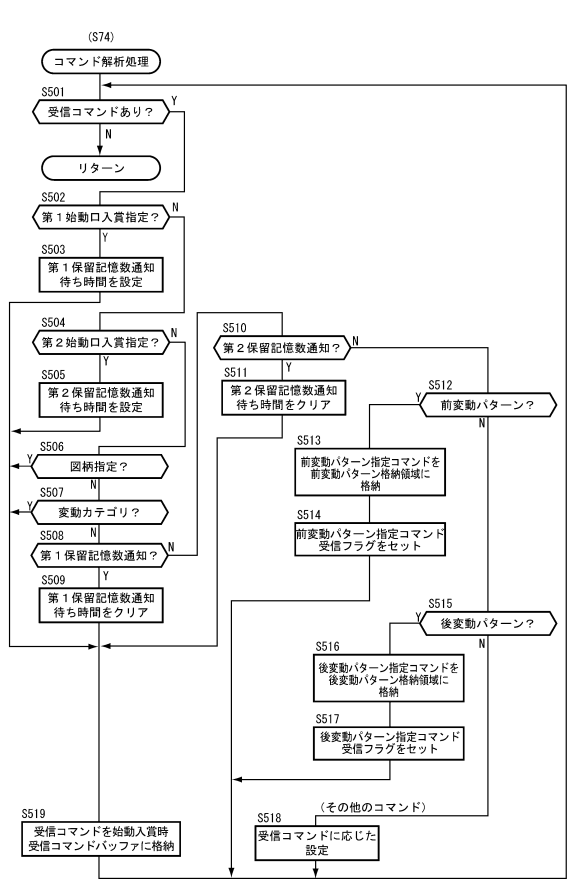 (S74)
コマンド解析処理
S501
受信コマンドあり？
Y
N
リターン
S502
第１始動口入賞指定？
N
Y
S503
第１保留記憶数通知
待ち時間を設定
S504
第２始動口入賞指定？
N
Y
S505
第２保留記憶数通知
待ち時間を設定
S506
図柄指定？
Y
N
S507
変動カテゴリ？
Y
N
S508
第１保留記憶数通知？
N
Y
S509
第１保留記憶数通知
待ち時間をクリア
S510
第２保留記憶数通知？
N
Y
S511
第２保留記憶数通知
待ち時間をクリア
S512
前変動パターン？
Y
N
S513
前変動パターン指定コマンドを
前変動パターン格納領域に
格納
S514
前変動パターン指定コマンド
受信フラグをセット
S515
後変動パターン？
Y
N
S516
後変動パターン指定コマンドを
後変動パターン格納領域に
格納
S517
後変動パターン指定コマンド
受信フラグをセット
(その他のコマンド)
S518
受信コマンドに応じた
設定
S519
受信コマンドを始動入賞時
受信コマンドバッファに格納